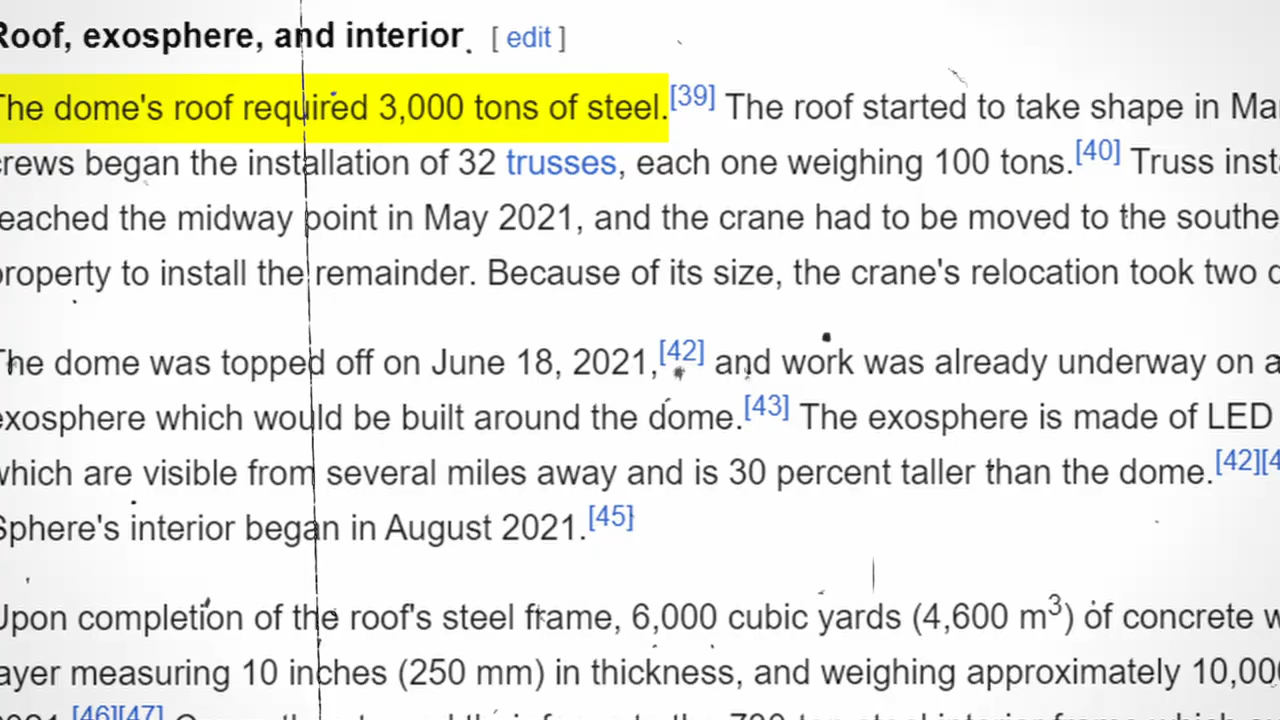 Roof, exosphere, and interior [ edit ]
The dome's roof required 3,000 tons of steel.[39] The roof started to take shape in
crews began the installation of 32 trusses, each one weighing 100 tons.[40] Truss
reached the midway point in May 2021, and the crane had to be moved to the
property to install the remainder. Because of its size, the crane's relocation took two
The dome was topped off on June 18, 2021,[42] and work was already underway on
exosphere which would be built around the dome.[43] The exosphere is made of LED
which are visible from several miles away and is 30 percent taller than the dome.[42]
Sphere's interior began in August 2021.[45]
Upon completion of the roof's steel frame, 6,000 cubic yards (4,600 m³) of concrete
layer measuring 10 inches (250 mm) in thickness, and weighing approximately
[46][47]